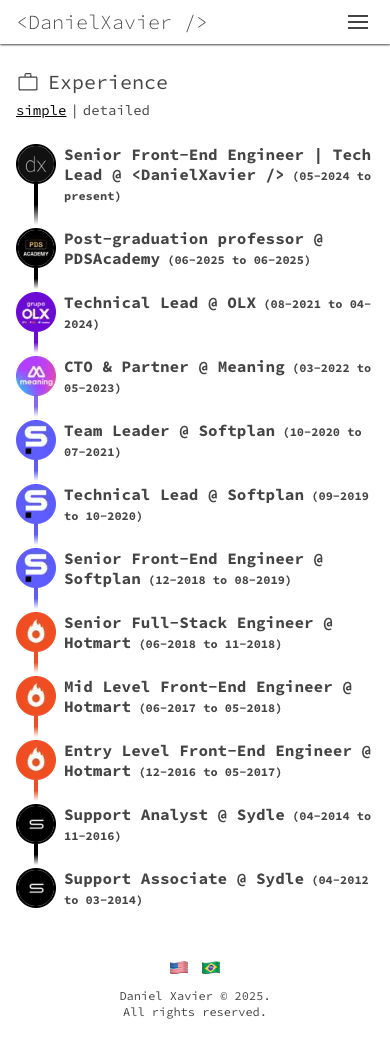 <DanielXavier />
Experience
simple | detailed
dx
Senior Front-End Engineer | Tech
Lead @ <DanielXavier /> (05-2024 to
present)
PDS
ACADEMY
Post-graduation professor @
PDSAcademy (06-2025 to 06-2025)
grupo
OLX
Technical Lead @ OLX (08-2021 to 04-
2024)
meaning
CTO & Partner @ Meaning (03-2022 to
05-2023)
S
Team Leader @ Softplan (10-2020 to
07-2021)
S
Technical Lead @ Softplan (09-2019
to 10-2020)
S
Senior Front-End Engineer @
Softplan (12-2018 to 08-2019)
Senior Full-Stack Engineer @
Hotmart (06-2018 to 11-2018)
Mid Level Front-End Engineer @
Hotmart (06-2017 to 05-2018)
Entry Level Front-End Engineer @
Hotmart (12-2016 to 05-2017)
S
Support Analyst @ Sydle (04-2014 to
11-2016)
S
Support Associate @ Sydle (04-2012
to 03-2014)
Daniel Xavier © 2025.
All rights reserved.